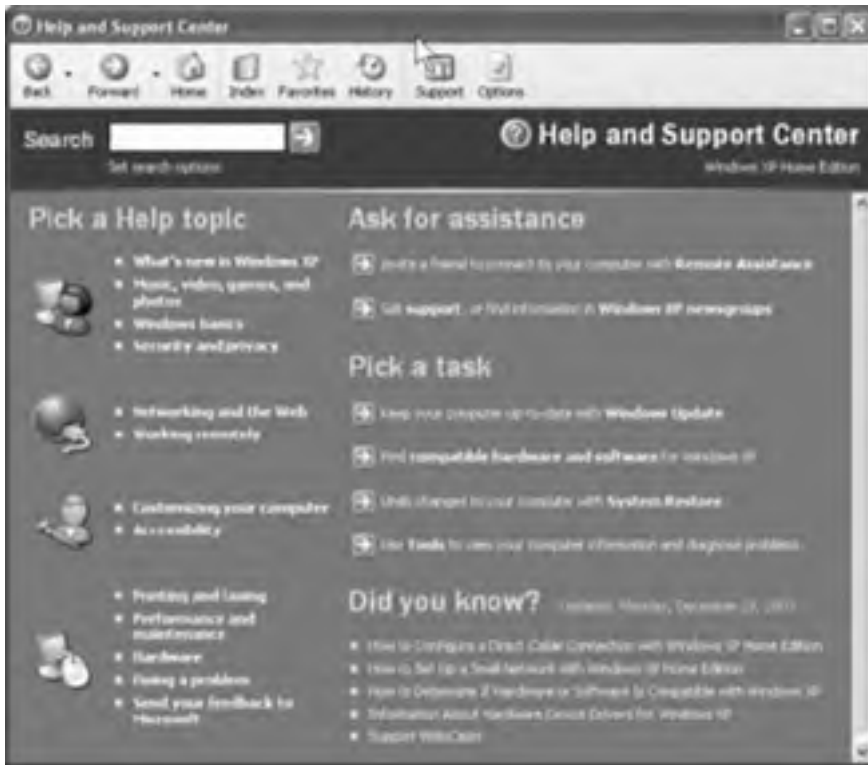 Help and Support Center
Back Forward Home Index Favorites History Support Options
Search
Set search options
Help and Support Center
Windows XP Home Edition
Pick a Help topic
What's new in Windows XP
Music, video, games, and
photos
Windows basics
Security and privacy
Networking and the Web
Working remotely
Customizing your computer
Accessibility
Printing and faxing
Performance and
maintenance
Hardware
Fixing a problem
Send your feedback to
Microsoft
Ask for assistance
Invite a friend to connect to your computer with Remote Assistance
Get support, or find information in Windows XP newsgroups
Pick a task
Keep your computer up-to-date with Windows Update
Find compatible hardware and software for Windows XP
Undo changes to your computer with System Restore
Use Tools to view your computer information and diagnose problems
Did you know? Updated: Monday, December
How to Configure a Direct Cable Connection with Windows XP Home Edition
How to Set Up a Small Network with Windows XP Home Edition
How to Determine if Hardware or Software Is Compatible with Windows XP
Information About Hardware Device Drivers for Windows XP
Support WebCasts